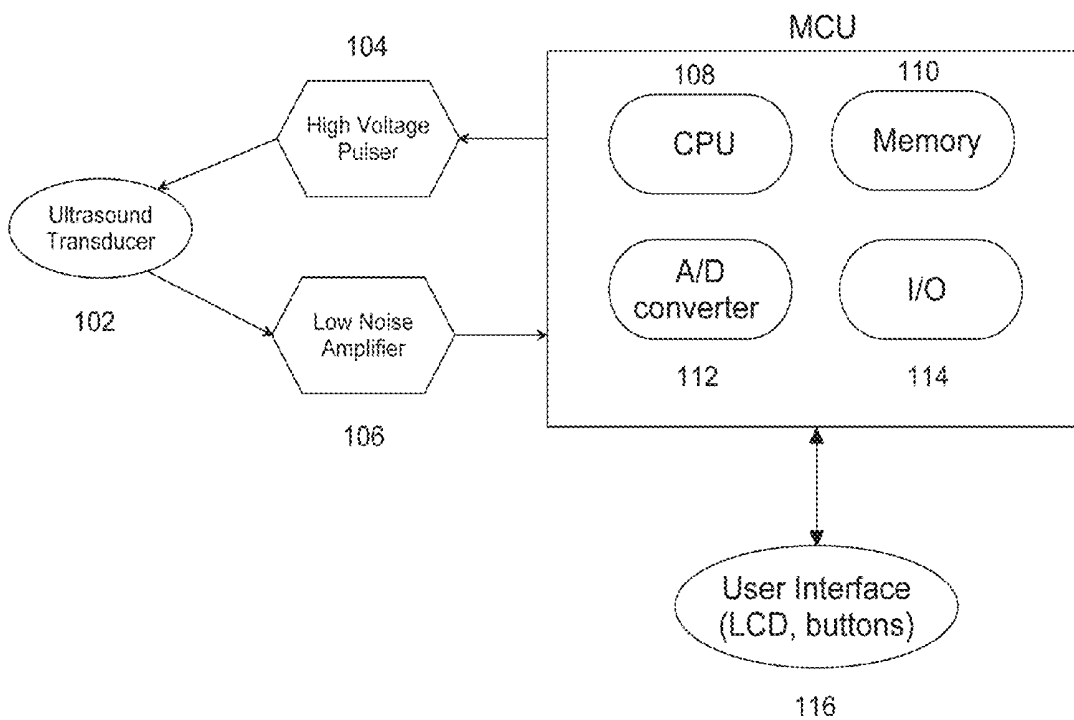 MCU
104
High Voltage
Pulser
108
CPU
110
Memory
Ultrasound
Transducer
102
Low Noise
Amplifier
106
A/D
converter
112
I/O
114
User Interface
(LCD, buttons)
116